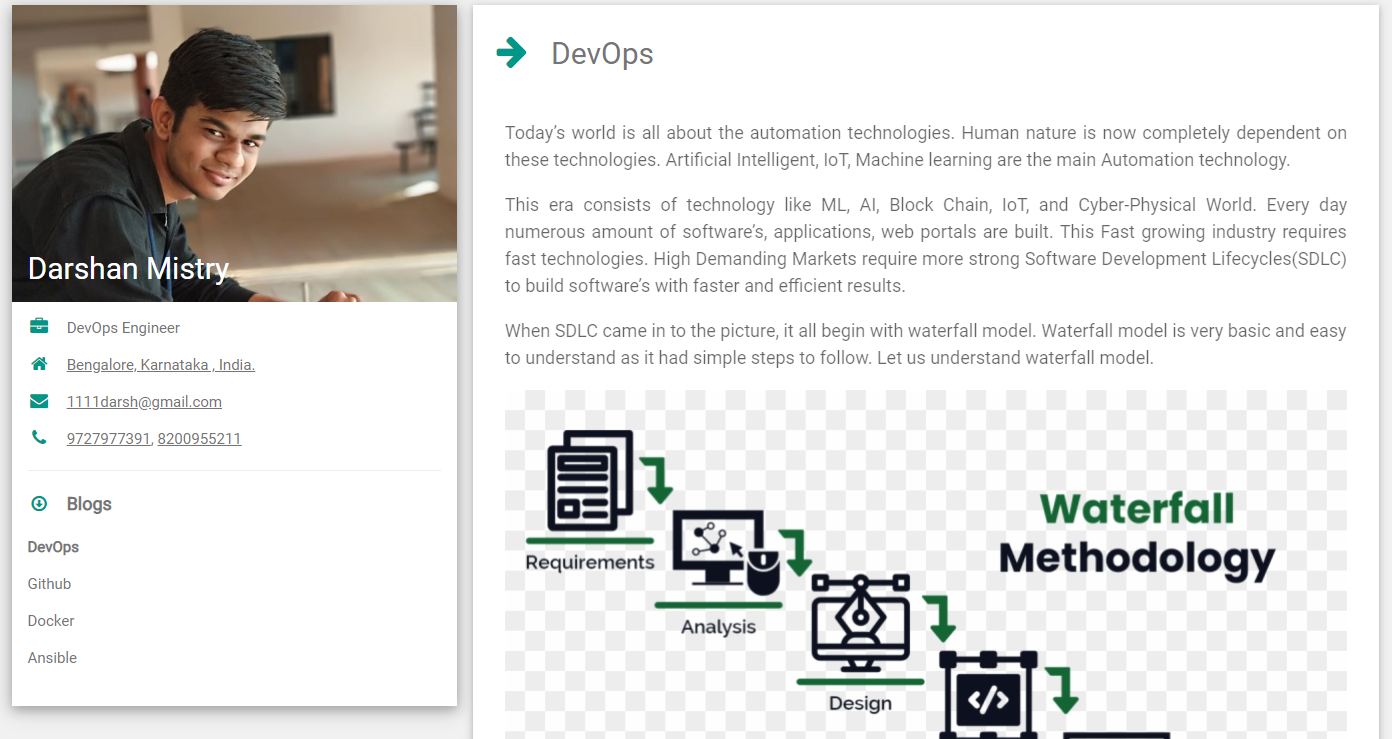 Darshan Mistry
DevOps Engineer
Bengaluru, Karnataka , India.
1111darsh@gmail.com
9727977391, 8200955211
Blogs
DevOps
Github
Docker
Ansible
DevOps
Today’s world is all about the automation technologies. Human nature is now completely dependent on
these technologies. Artificial Intelligent, IoT, Machine learning are the main Automation technology.
This era consists of technology like ML, AI, Block Chain, IoT, and Cyber-Physical World. Every day
numerous amount of software’s, applications, web portals are built. This Fast growing industry requires
fast technologies. High Demanding Markets require more strong Software Development Lifecycles(SDLC)
to build software’s with faster and efficient results.
When SDLC came in to the picture, it all begin with waterfall model. Waterfall model is very basic and easy
to understand as it had simple steps to follow. Let us understand waterfall model.
Waterfall
Methodology
Requirements
Analysis
Design